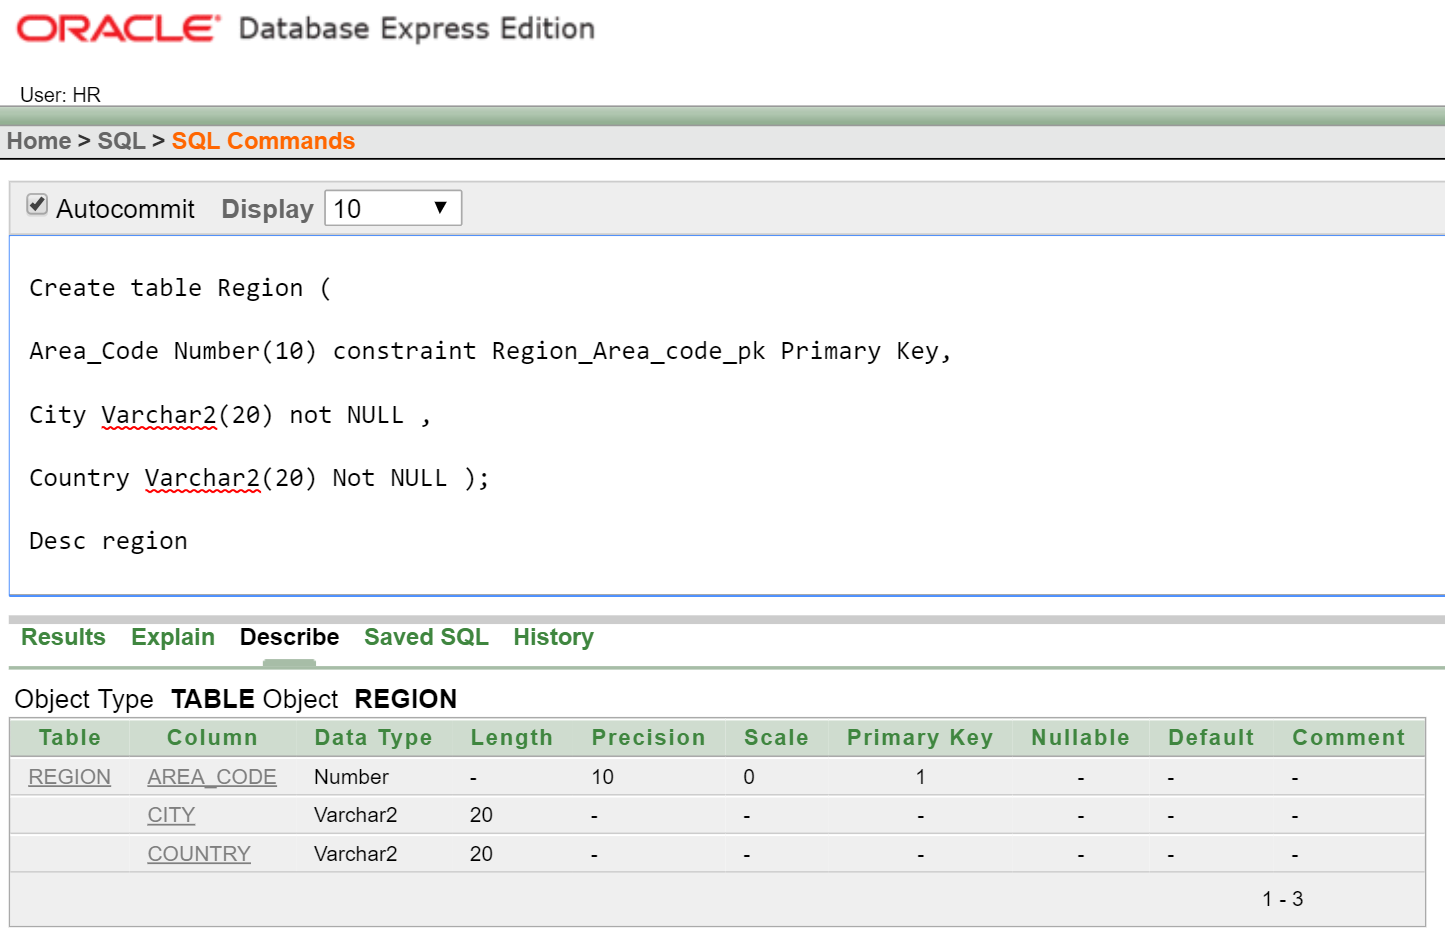 ORACLE Database Express Edition
User: HR
Home > SQL > SQL Commands
Autocommit Display 10
Create table Region (
Area_Code Number(10) constraint Region_Area_code_pk Primary Key,
City Varchar2(20) not NULL ,
Country Varchar2(20) Not NULL );
Desc region
Results Explain Describe Saved SQL History
Object Type TABLE Object REGION
Table Column Data Type Length Precision Scale Primary Key Nullable Default Comment
REGION AREA_CODE Number - 10 0 1 - - -
CITY Varchar2 20 - - - - - -
COUNTRY Varchar2 20 - - - - - -
1 - 3